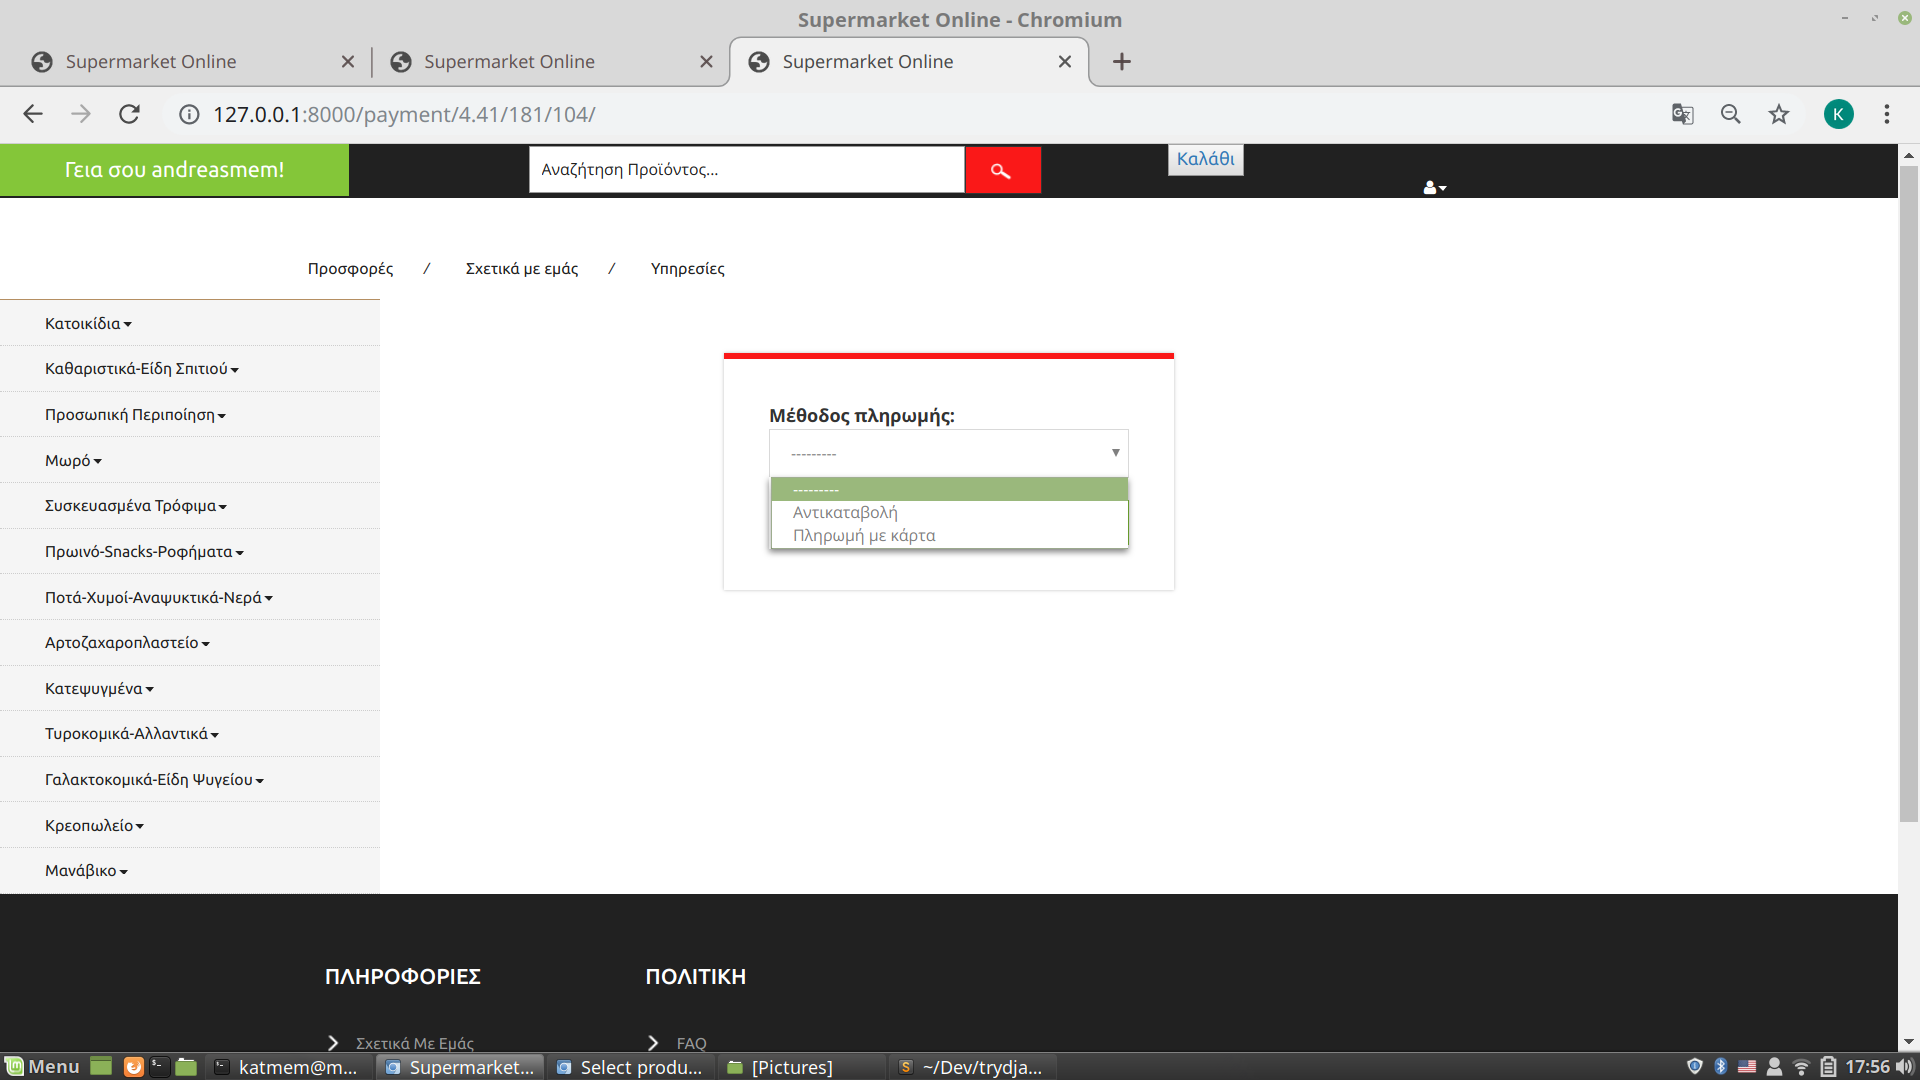 Supermarket Online - Chromium
Supermarket Online
Supermarket Online
Supermarket Online
127.0.0.1:8000/payment/4.41/181/104/
K
Γεια σου andreasmem!
Αναζήτηση Προϊόντος...
Καλάθι
Προσφορές / Σχετικά με εμάς / Υπηρεσίες
Κατοικίδια
Καθαριστικά-Είδη Σπιτιού
Προσωπική Περιποίηση
Μωρό
Συσκευασμένα Τρόφιμα
Πρωινό-Snacks-Ροφήματα
Ποτά-Χυμοί-Αναψυκτικά-Νερά
Αρτοζαχαροπλαστείο
Κατεψυγμένα
Τυροκομικά-Αλλαντικά
Γαλακτοκομικά-Είδη Ψυγείου
Κρεοπωλείο
Μανάβικο
Μέθοδος πληρωμής:
---------
---------
Αντικαταβολή
Πληρωμή με κάρτα
ΠΛΗΡΟΦΟΡΙΕΣ
Σχετικά Με Εμάς
ΠΟΛΙΤΙΚΗ
FAQ
Menu
katmem@m...
Supermarket...
Select produ...
[Pictures]
~/Dev/trydja...
17:56